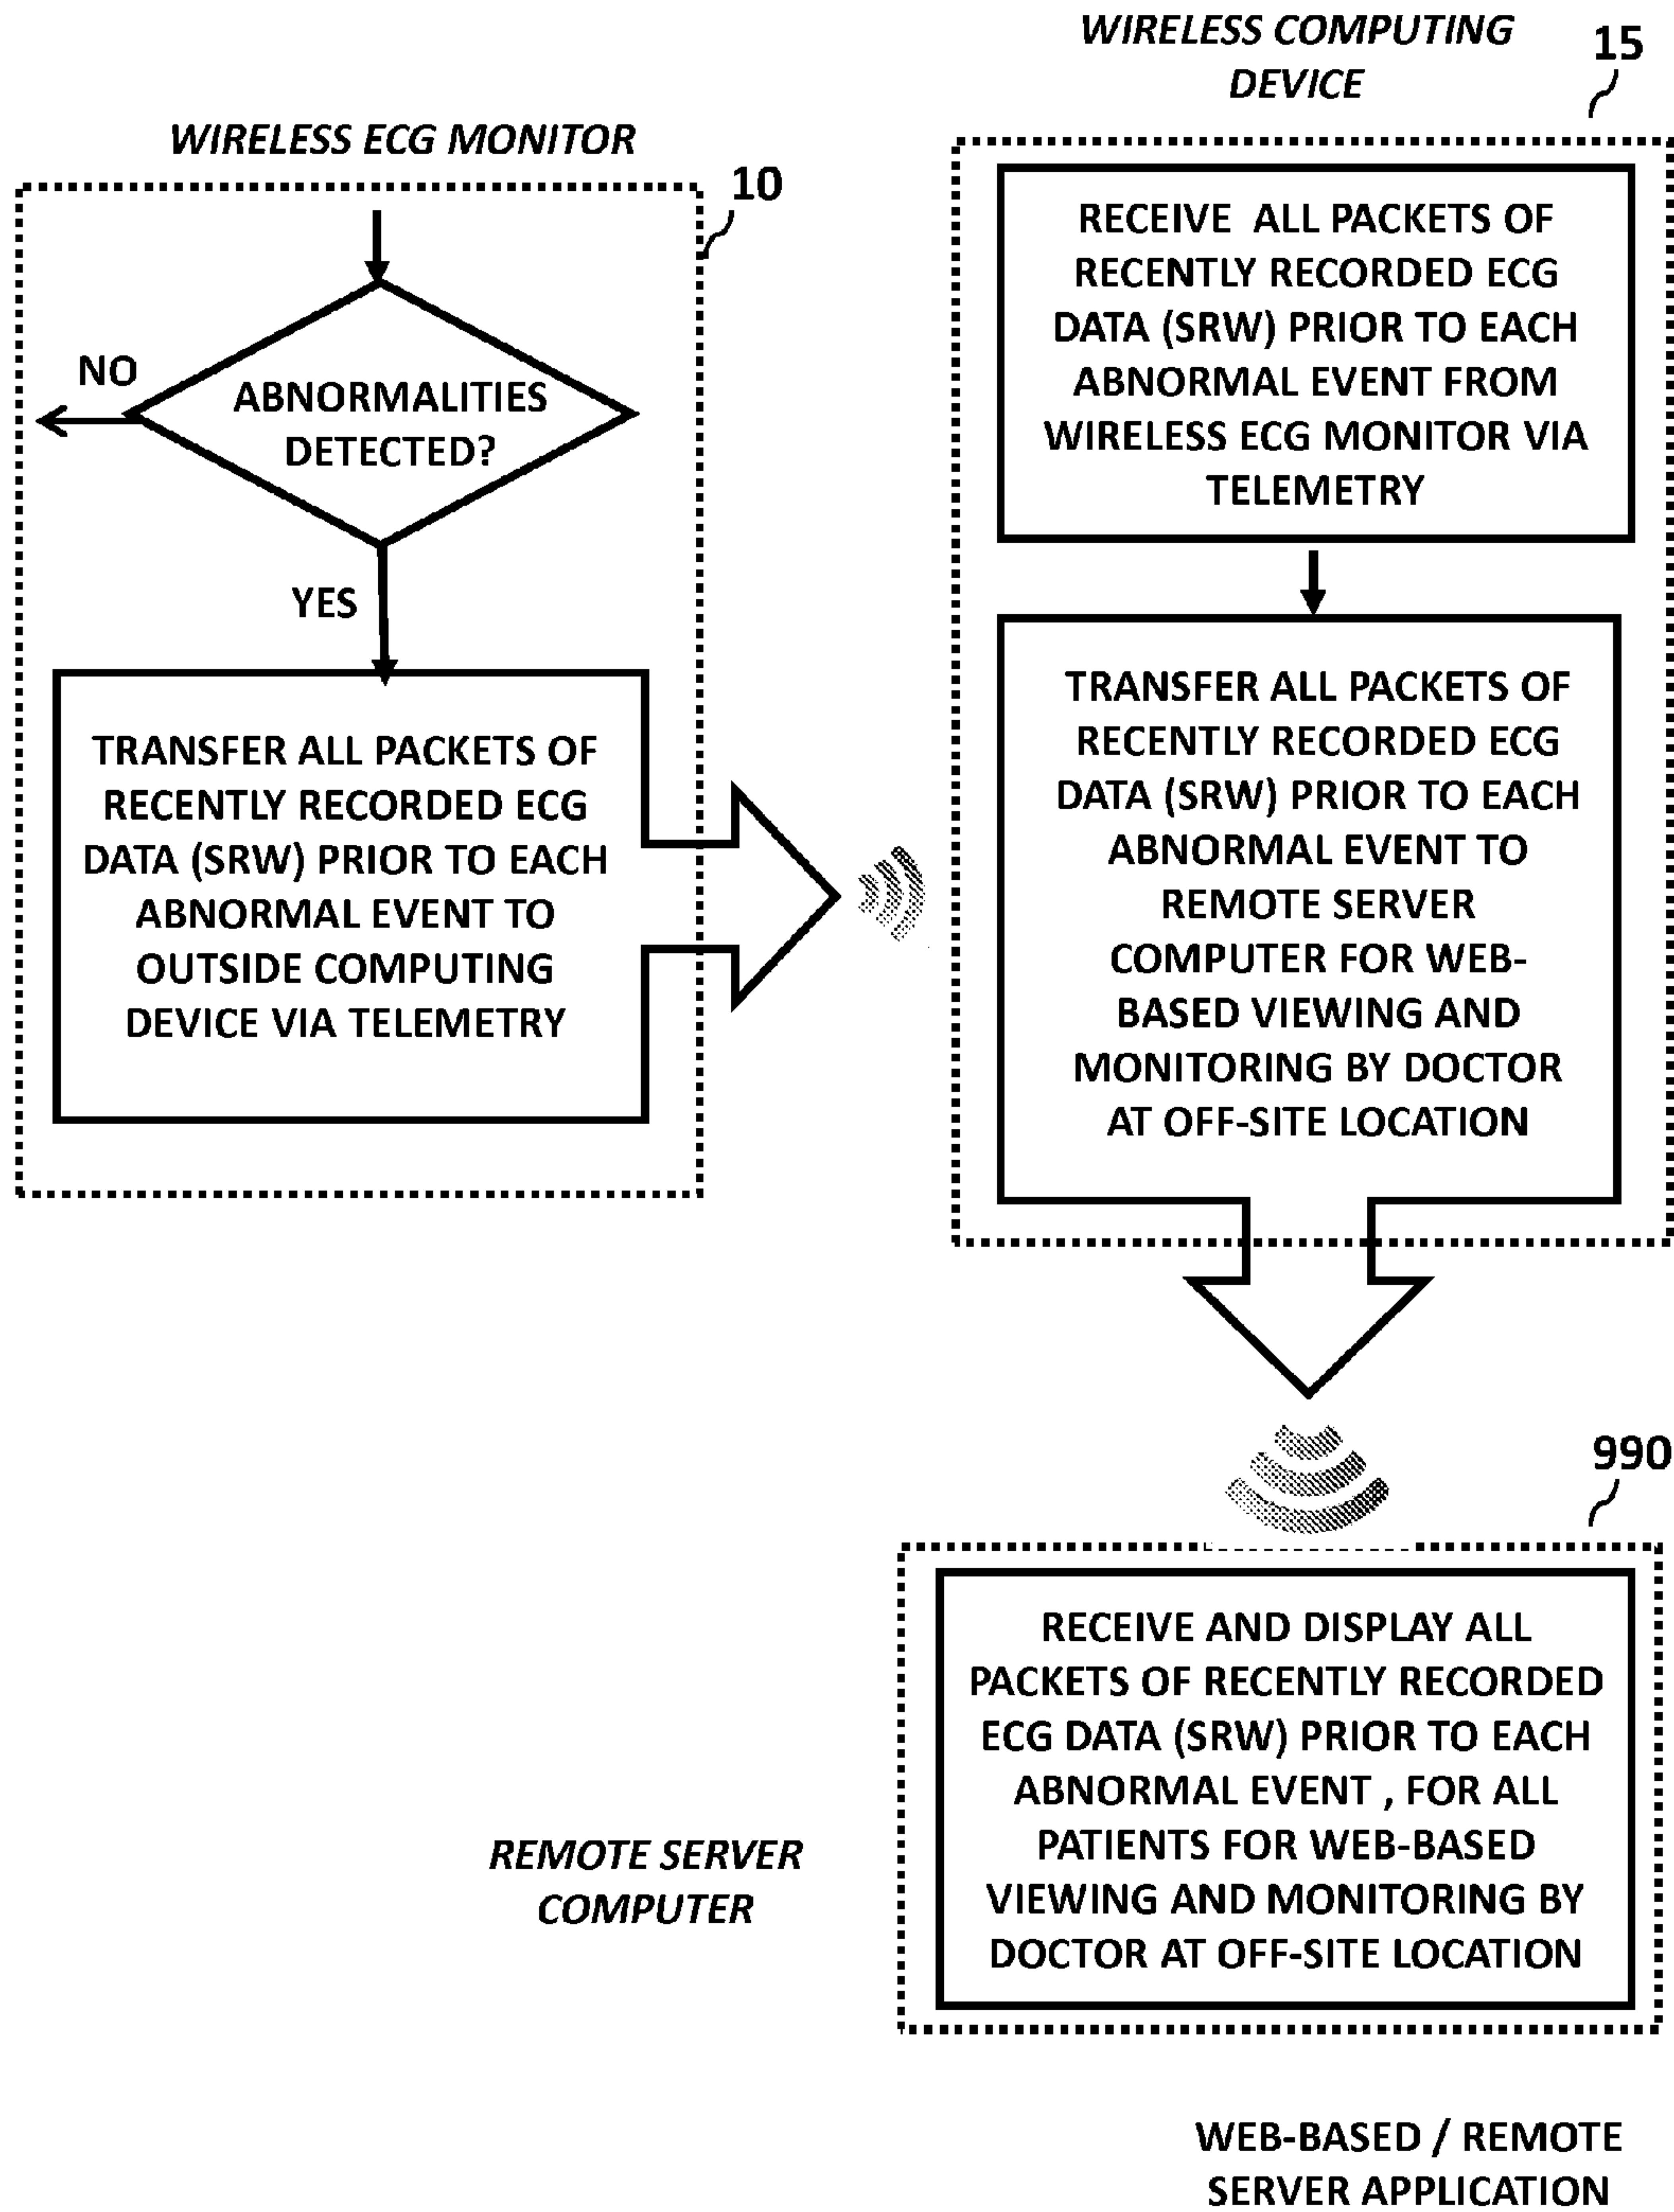 WIRELESS ECG MONITOR
10
NO
ABNORMALITIES
DETECTED?
YES
TRANSFER ALL PACKETS OF
RECENTLY RECORDED ECG
DATA (SRW) PRIOR TO EACH
ABNORMAL EVENT TO
OUTSIDE COMPUTING
DEVICE VIA TELEMETRY
WIRELESS COMPUTING
DEVICE
15
RECEIVE ALL PACKETS OF
RECENTLY RECORDED ECG
DATA (SRW) PRIOR TO EACH
ABNORMAL EVENT FROM
WIRELESS ECG MONITOR VIA
TELEMETRY
TRANSFER ALL PACKETS OF
RECENTLY RECORDED ECG
DATA (SRW) PRIOR TO EACH
ABNORMAL EVENT TO
REMOTE SERVER
COMPUTER FOR WEB-
BASED VIEWING AND
MONITORING BY DOCTOR
AT OFF-SITE LOCATION
990
REMOTE SERVER
COMPUTER
RECEIVE AND DISPLAY ALL
PACKETS OF RECENTLY RECORDED
ECG DATA (SRW) PRIOR TO EACH
ABNORMAL EVENT , FOR ALL
PATIENTS FOR WEB-BASED
VIEWING AND MONITORING BY
DOCTOR AT OFF-SITE LOCATION
WEB-BASED / REMOTE
SERVER APPLICATION